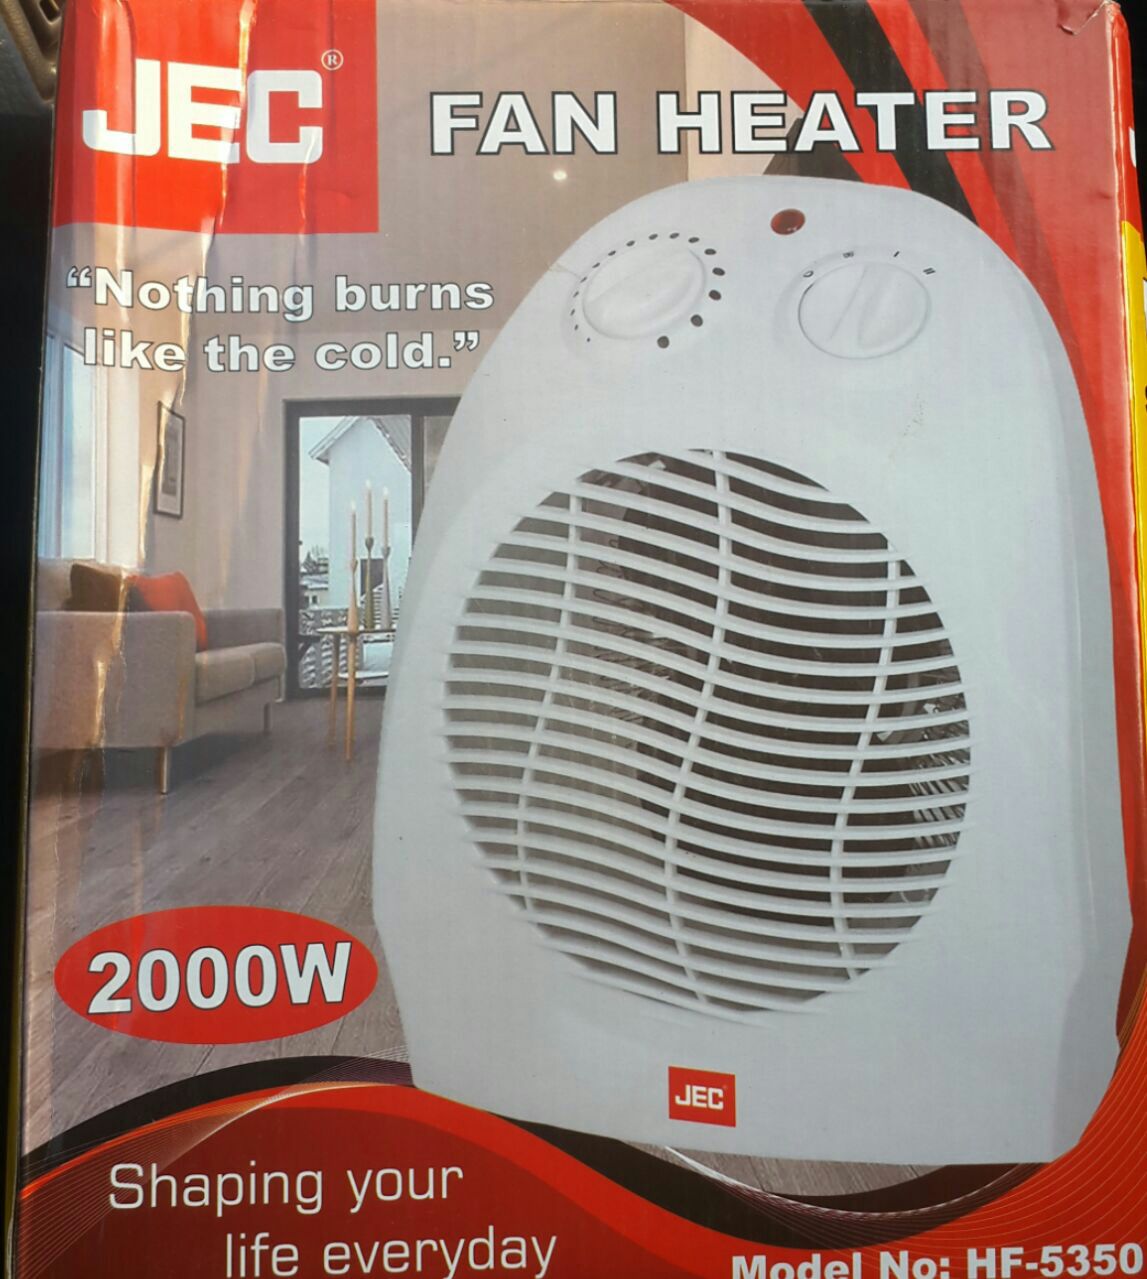 JEC®
FAN HEATER
“Nothing burns
like the cold.”
2000W
JEC
Shaping your
life everyday
Model No: HF-5350